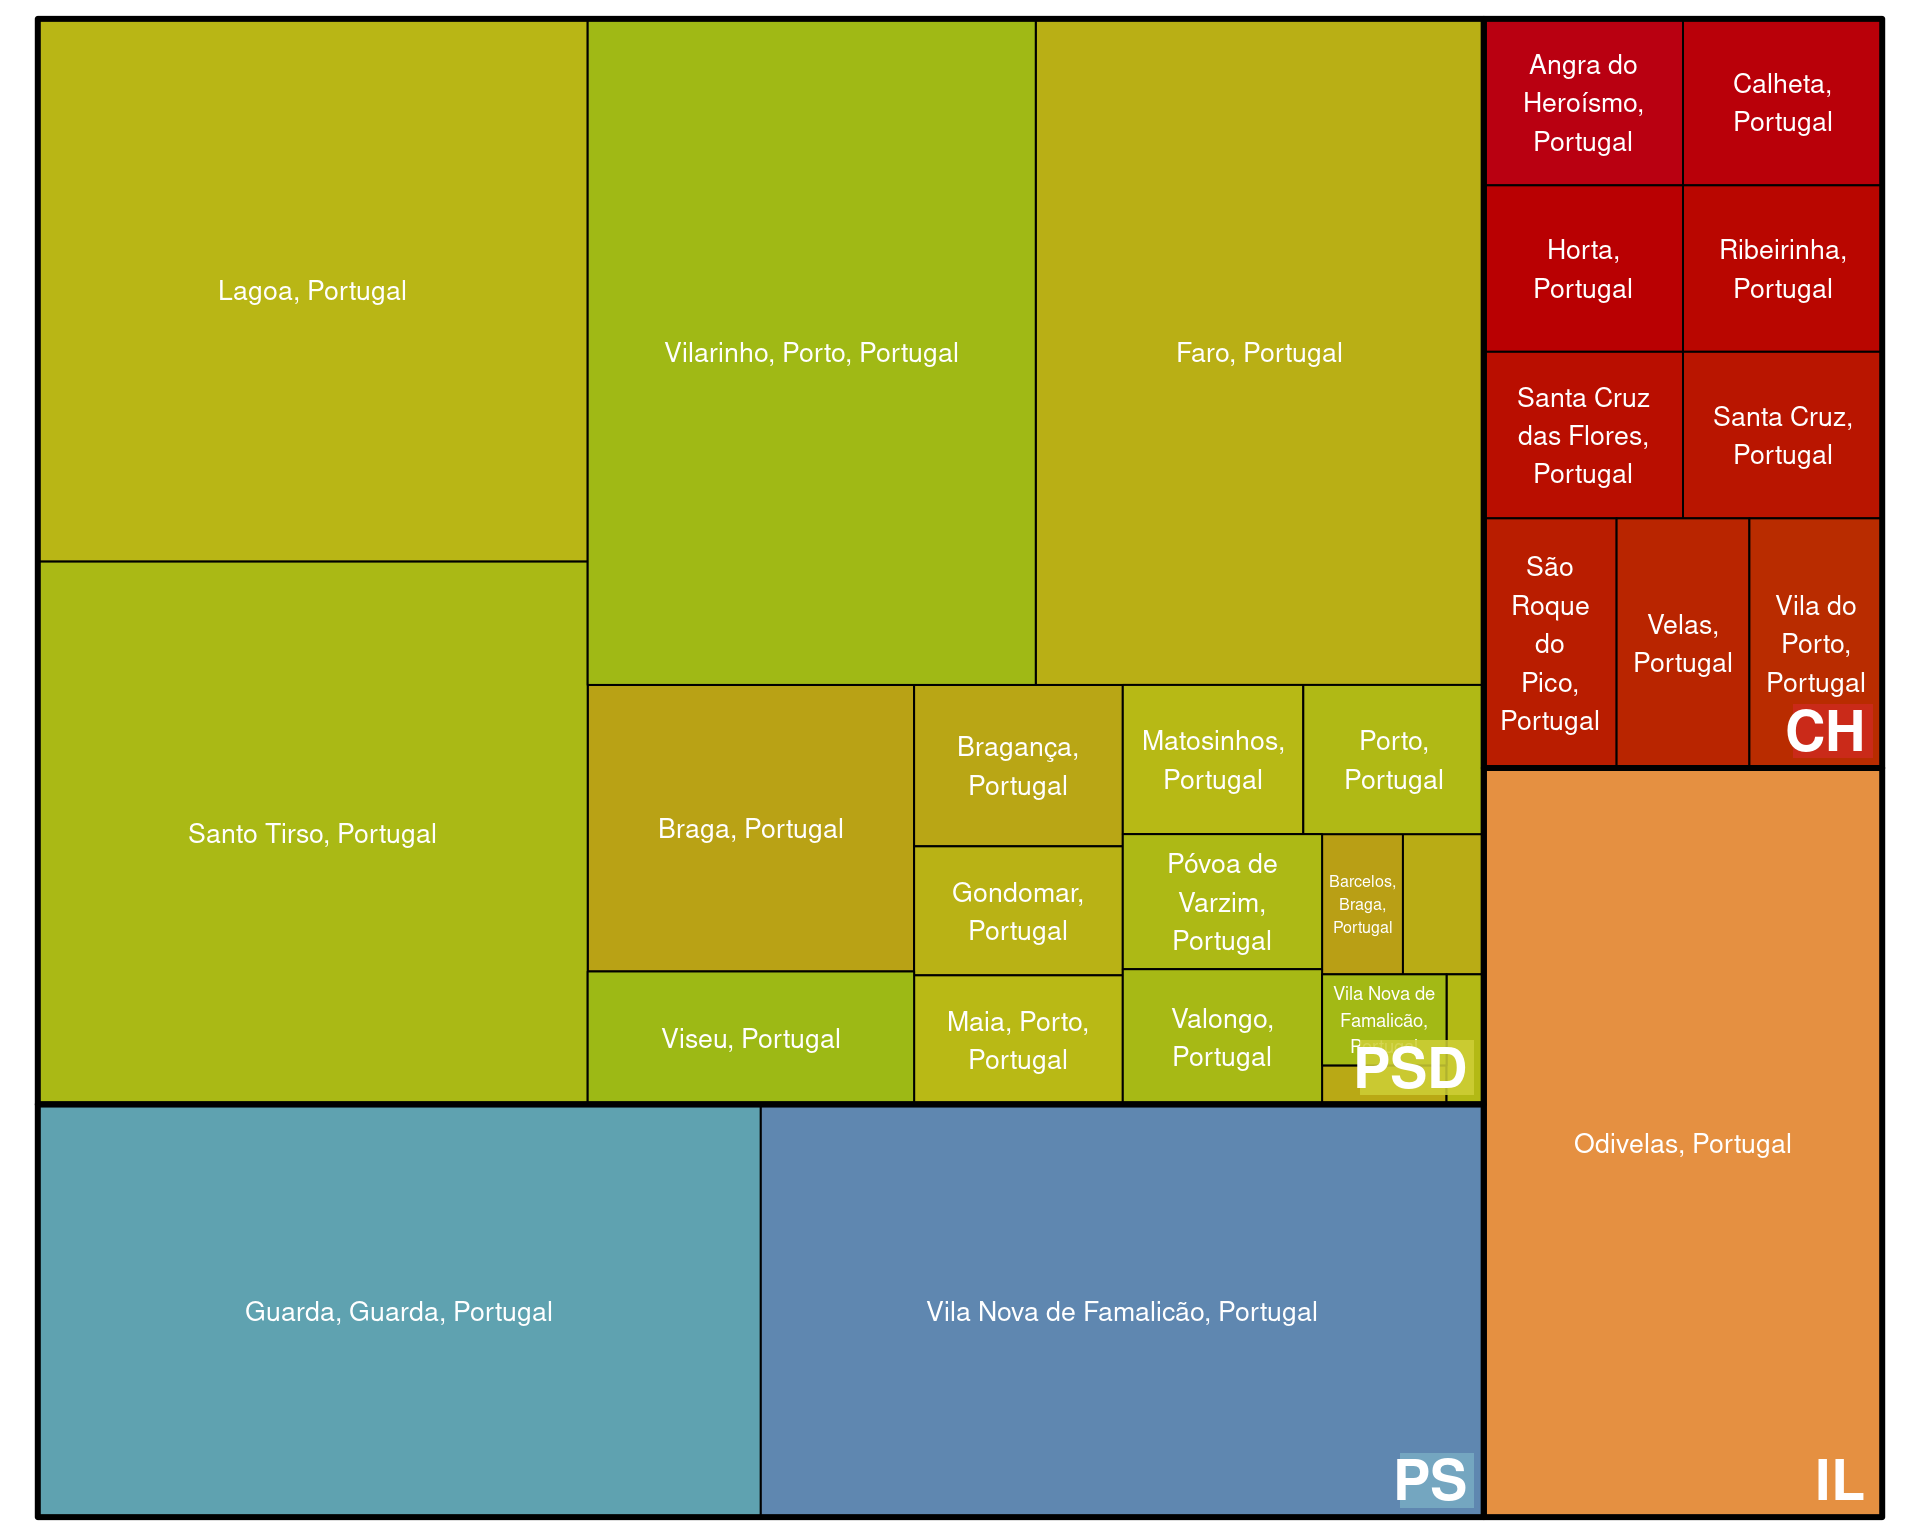 Lagoa, Portugal
Vilarinho, Porto, Portugal
Faro, Portugal
Santo Tirso, Portugal
Braga, Portugal
Viseu, Portugal
Bragança,
Portugal
Gondomar,
Portugal
Maia, Porto,
Portugal
Matosinhos,
Portugal
Porto,
Portugal
Póvoa de
Varzim,
Portugal
Valongo,
Portugal
Barcelos,
Braga,
Portugal
Vila Nova de
Famalicão,
PSD
Angra do
Heroísmo,
Portugal
Calheta,
Portugal
Horta,
Portugal
Ribeirinha,
Portugal
Santa Cruz
das Flores,
Portugal
Santa Cruz,
Portugal
São
Roque
do
Pico,
Portugal
Velas,
Portugal
Vila do
Porto,
Portugal
CH
Guarda, Guarda, Portugal
Vila Nova de Famalicão, Portugal
PS
Odivelas, Portugal
IL